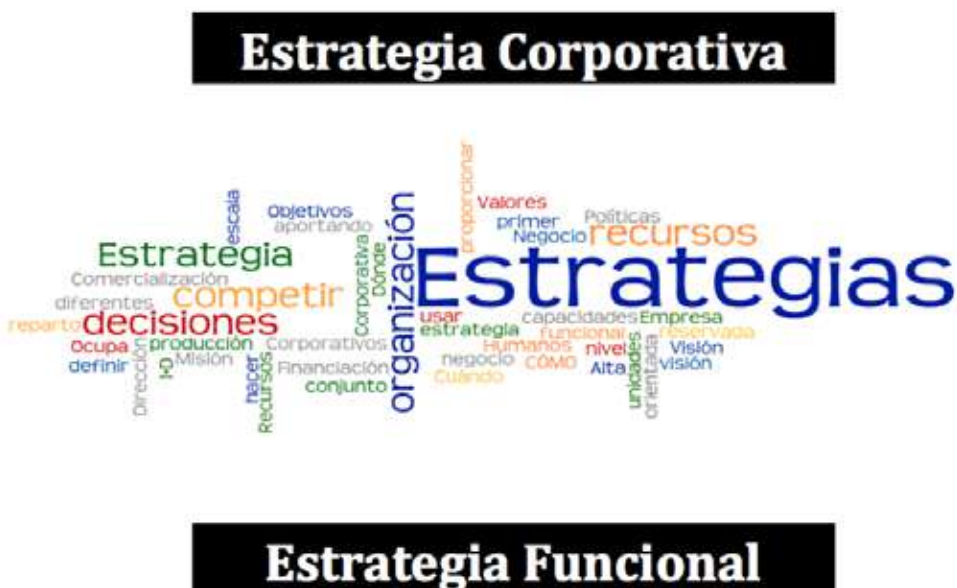 Estrategia Corporativa
proporcionar
escala
Objetivos
aportando
organización
Valores
primer
Políticas
Negocio
recursos
Estrategia
Corporativa
Dónde
Estrategias
Comercialización
diferentes
competir
reparto
decisiones
usar
capacidades
Empresa
estrategia
funcional
reservada
Ocupa
producción
Corporativos
Humanos
nivel
Visión
definir
Dirección
I+D
Misión
hacer
Recursos
Financiación
conjunto
negocio
CÓMO
Cuándo
Alta
unidades
orientada
visión
Estrategia Funcional